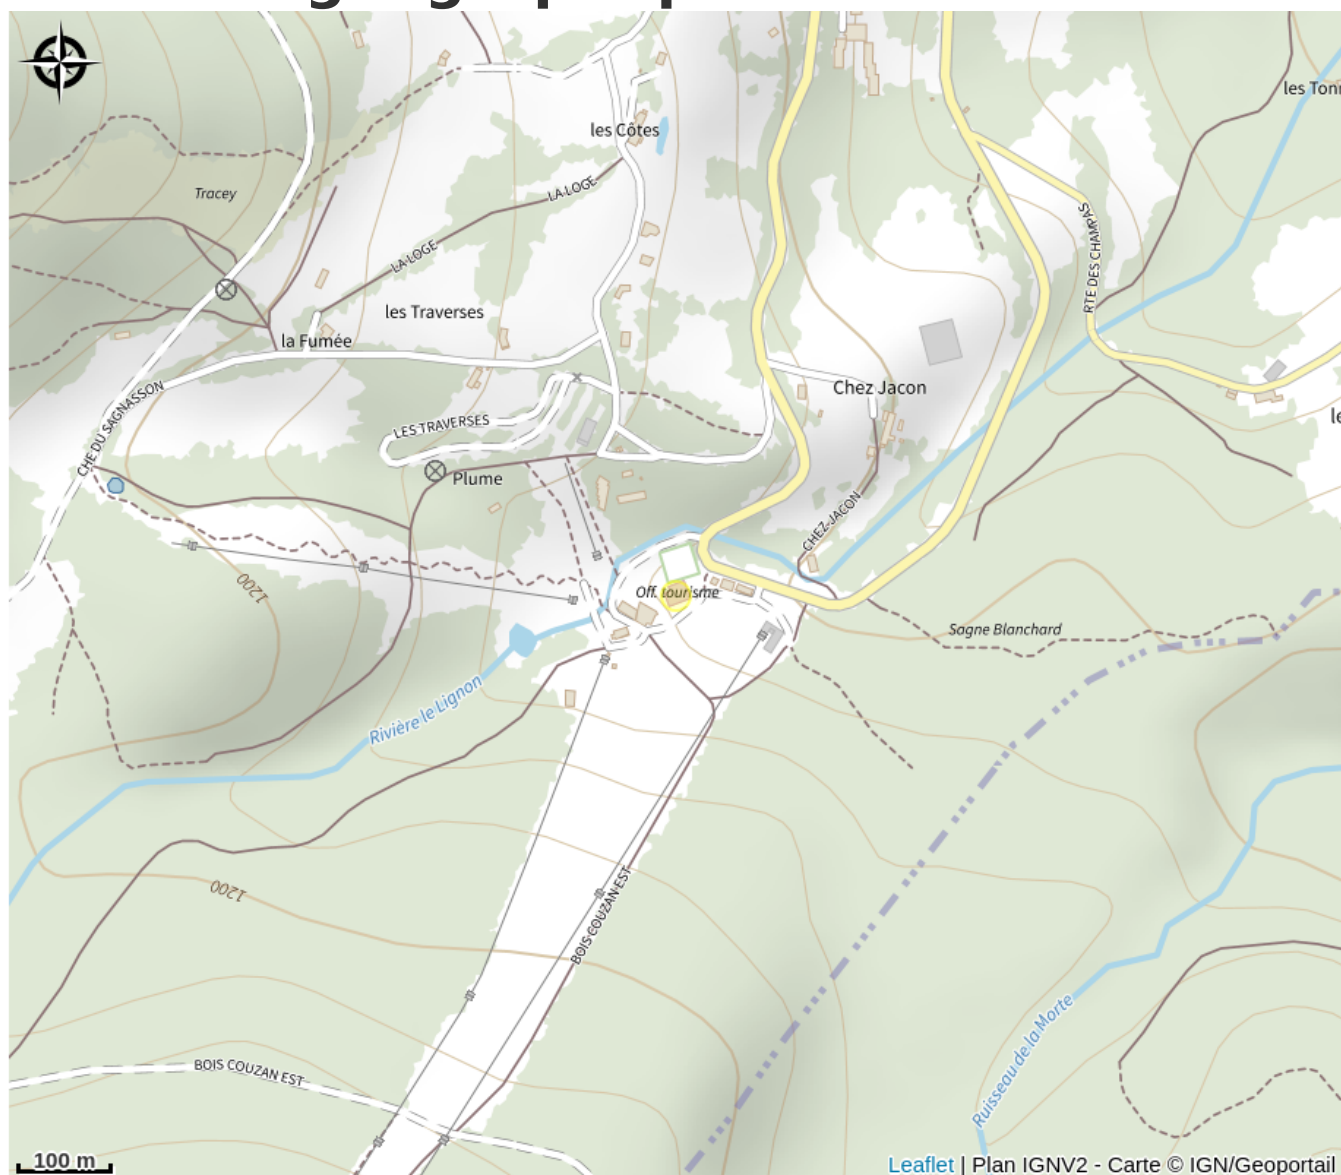 les Côtes
Tracey
LA LOGE
LA LOGE
RTE DES CHAMPAS
les Traverses
la Fumée
Chez Jacon
CHE DU SAGNASSON
LES TRAVERSES
Plume
CHEZ JACON
1200
Off. tourisme
Sagne Blanchard
Rivière le Lignon
1200
BOIS COUZAN EST
Ruisseau de la Morte
BOIS COUZAN EST
100 m
Leaflet | Plan IGNV2 - Carte © IGN/Geoportail